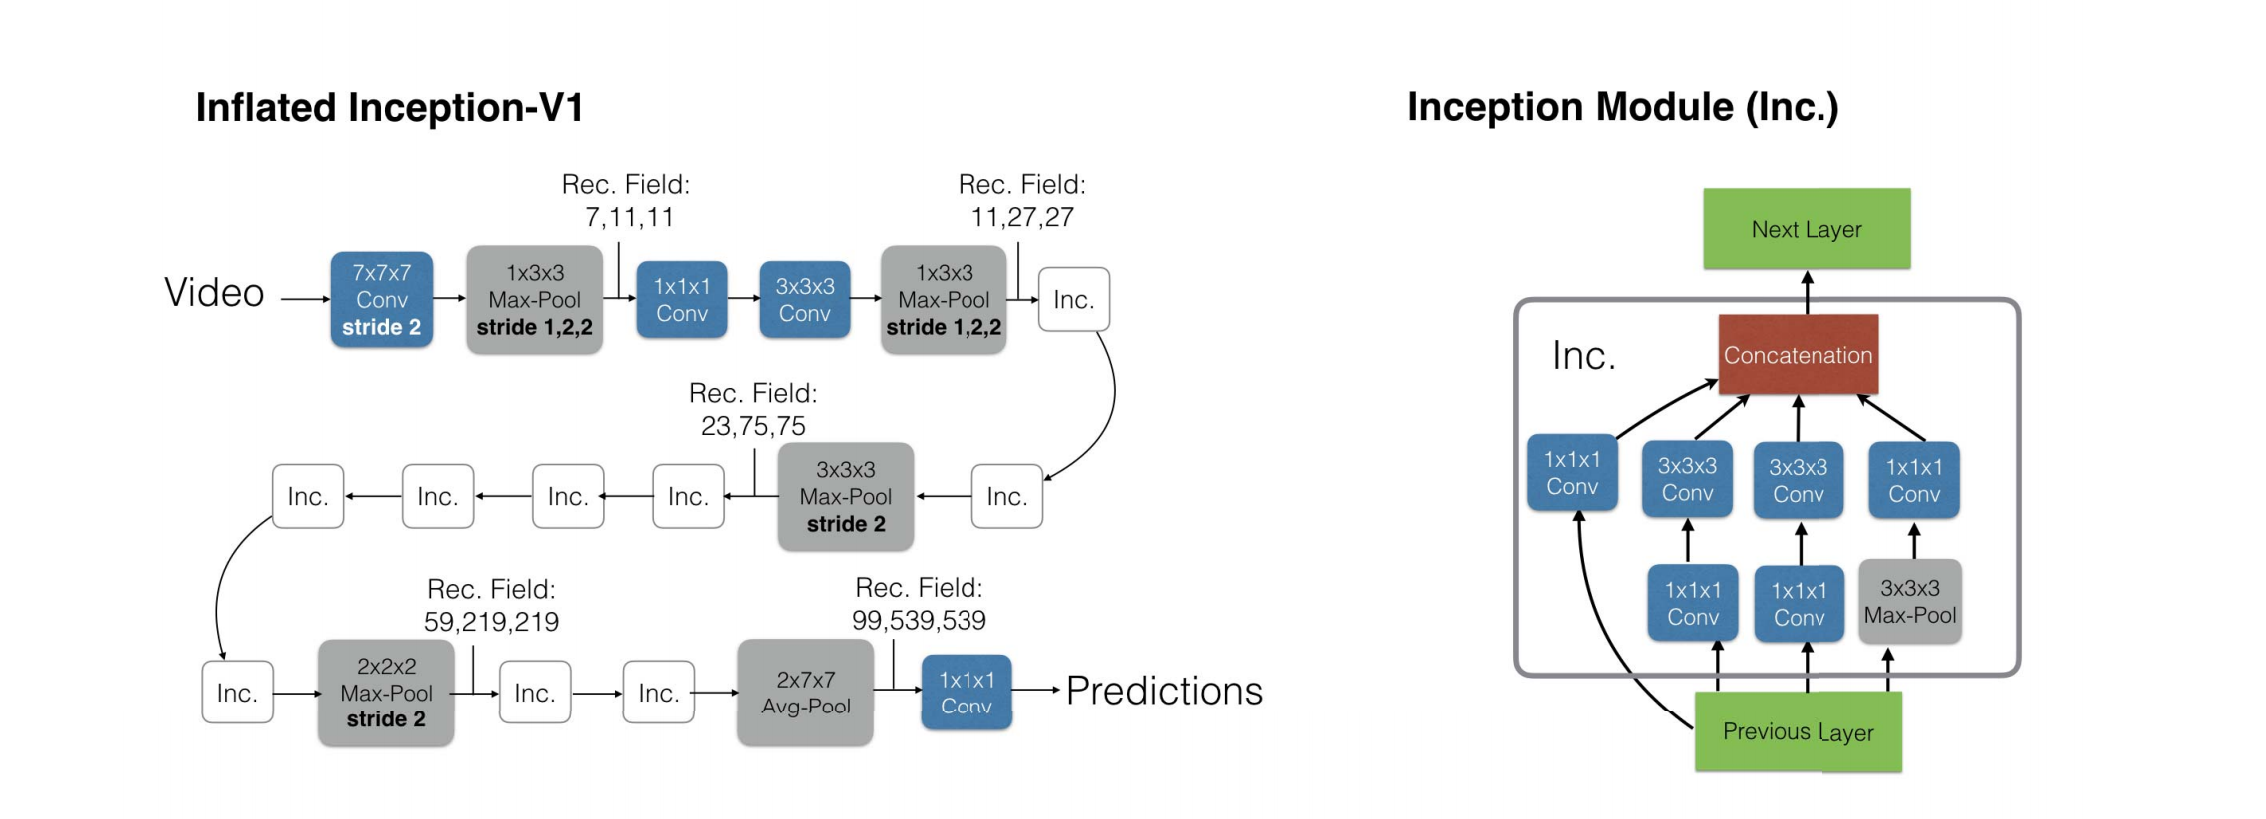 Inflated Inception-V1
Rec. Field:
7,11,11
Rec. Field:
11,27,27
Video
7x7x7
Conv
stride 2
1x3x3
Max-Pool
stride 1,2,2
1x1x1
Conv
3x3x3
Conv
1x3x3
Max-Pool
stride 1,2,2
Inc.
Rec. Field:
23,75,75
Inc.
Inc.
Inc.
Inc.
3x3x3
Max-Pool
stride 2
Inc.
Rec. Field:
59,219,219
Rec. Field:
99,539,539
Inc.
2x2x2
Max-Pool
stride 2
Inc.
Inc.
2x7x7
Avg-Pool
1x1x1
Conv
Predictions
Inception Module (Inc.)
Next Layer
Inc.
Concatenation
1x1x1
Conv
3x3x3
Conv
3x3x3
Conv
1x1x1
Conv
1x1x1
Conv
1x1x1
Conv
3x3x3
Max-Pool
Previous Layer